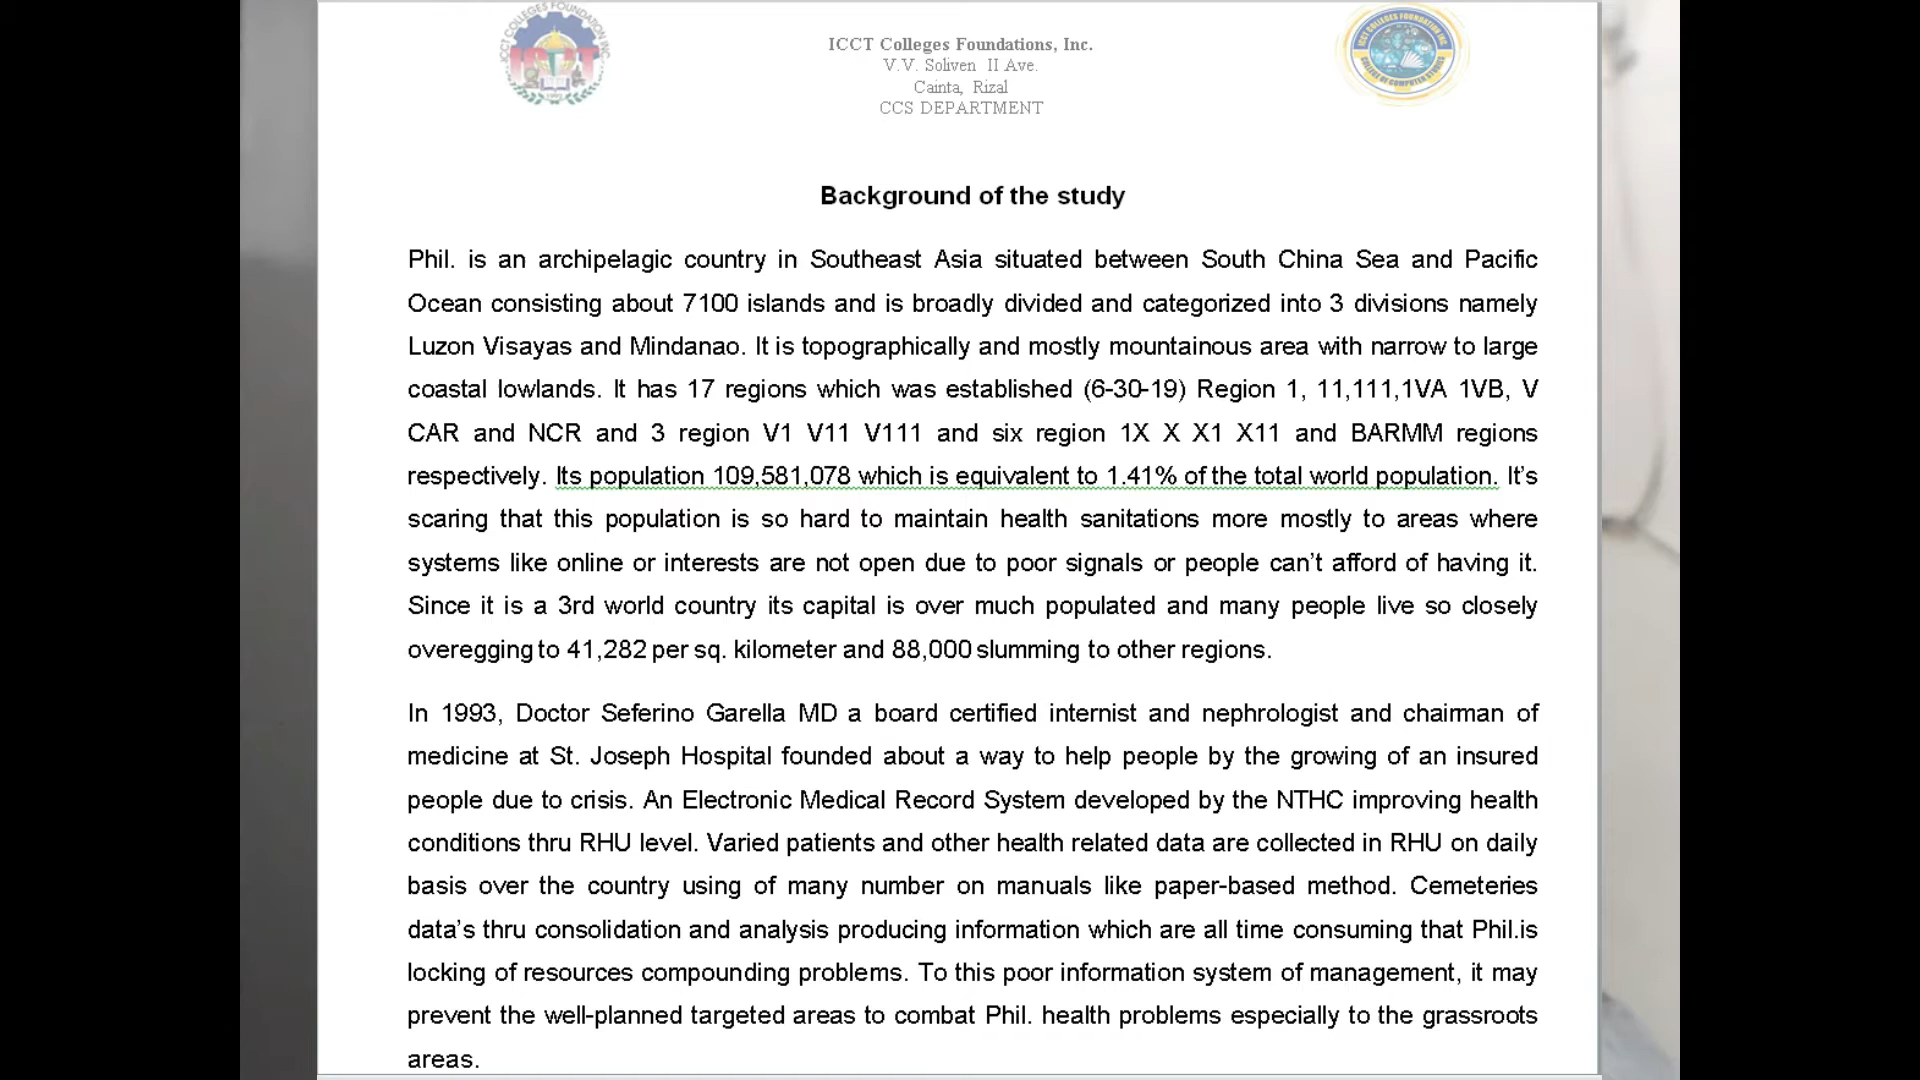 ICCT Colleges Foundations, Inc.
V.V. Soliven II Ave.
Cainta, Rizal
CCS DEPARTMENT
ICCT COLLEGES FOUNDATION INC
ICCT
ICCT COLLEGES FOUNDATION INC
COLLEGE OF COMPUTER STUDIES
Background of the study
Phil. is an archipelagic country in Southeast Asia situated between South China Sea and Pacific
Ocean consisting about 7100 islands and is broadly divided and categorized into 3 divisions namely
Luzon Visayas and Mindanao. It is topographically and mostly mountainous area with narrow to large
coastal lowlands. It has 17 regions which was established (6-30-19) Region 1, 11,111,1VA 1VB, V
CAR and NCR and 3 region V1 V11 V111 and six region 1X X X1 X11 and BARMM regions
respectively. Its population 109,581,078 which is equivalent to 1.41% of the total world population. It’s
scaring that this population is so hard to maintain health sanitations more mostly to areas where
systems like online or interests are not open due to poor signals or people can’t afford of having it.
Since it is a 3rd world country its capital is over much populated and many people live so closely
overegging to 41,282 per sq. kilometer and 88,000 slumming to other regions.
In 1993, Doctor Seferino Garella MD a board certified internist and nephrologist and chairman of
medicine at St. Joseph Hospital founded about a way to help people by the growing of an insured
people due to crisis. An Electronic Medical Record System developed by the NTHC improving health
conditions thru RHU level. Varied patients and other health related data are collected in RHU on daily
basis over the country using of many number on manuals like paper-based method. Cemeteries
data’s thru consolidation and analysis producing information which are all time consuming that Phil.is
locking of resources compounding problems. To this poor information system of management, it may
prevent the well-planned targeted areas to combat Phil. health problems especially to the grassroots
areas.